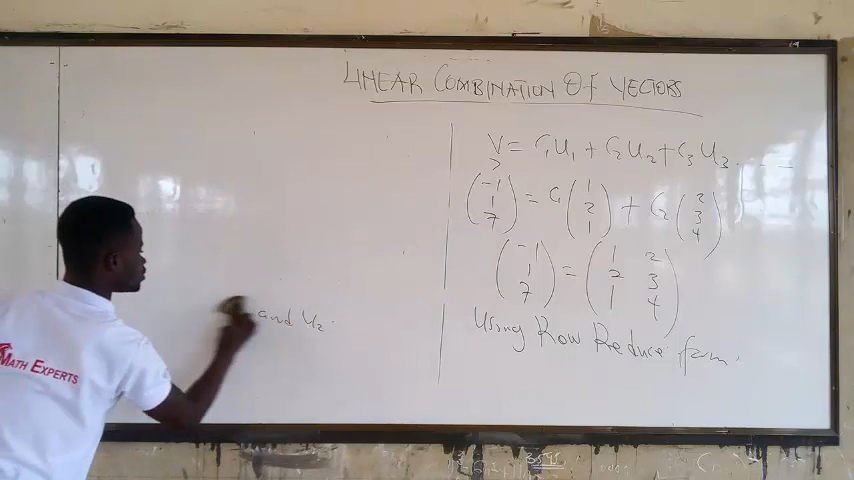 LINEAR COMBINATION OF VECTORS
V = C₁U₁ + C₂U₂ + C₃U₃ . - - -
(-1 1 7) = C₁ (1 2 1) + C₂ (2 3 4)
(-1 1 7) = (1 2 2 3 1 4)
Using Row Reduce form.
and U₂.
MATH EXPERTS